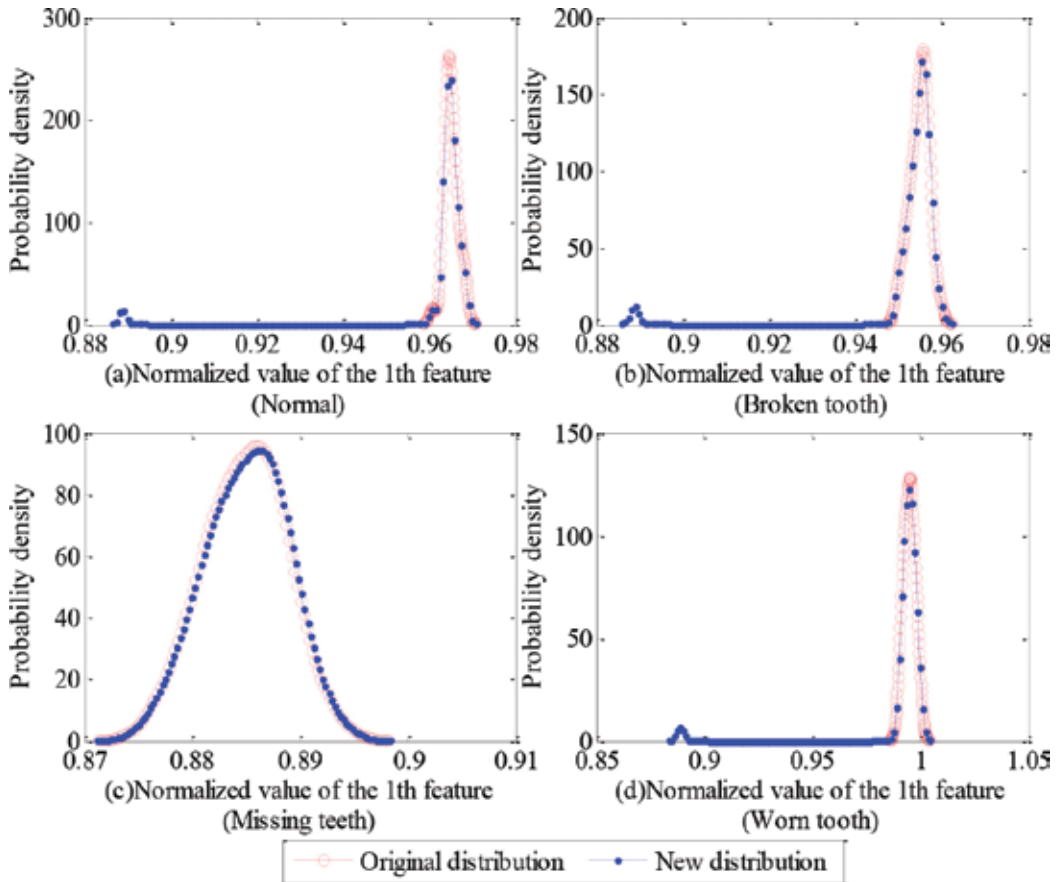 300
200
100
0
0.88
0.9
0.92
0.94
0.96
0.98
Probability density
(a)Normalized value of the 1th feature
(Normal)
200
150
100
50
0
0.88
0.9
0.92
0.94
0.96
0.98
Probability density
(b)Normalized value of the 1th feature
(Broken tooth)
100
80
60
40
20
0
0.87
0.88
0.89
0.9
0.91
Probability density
(c)Normalized value of the 1th feature
(Missing teeth)
150
100
50
0
0.85
0.9
0.95
1
1.05
Probability density
(d)Normalized value of the 1th feature
(Worn tooth)
Original distribution
New distribution